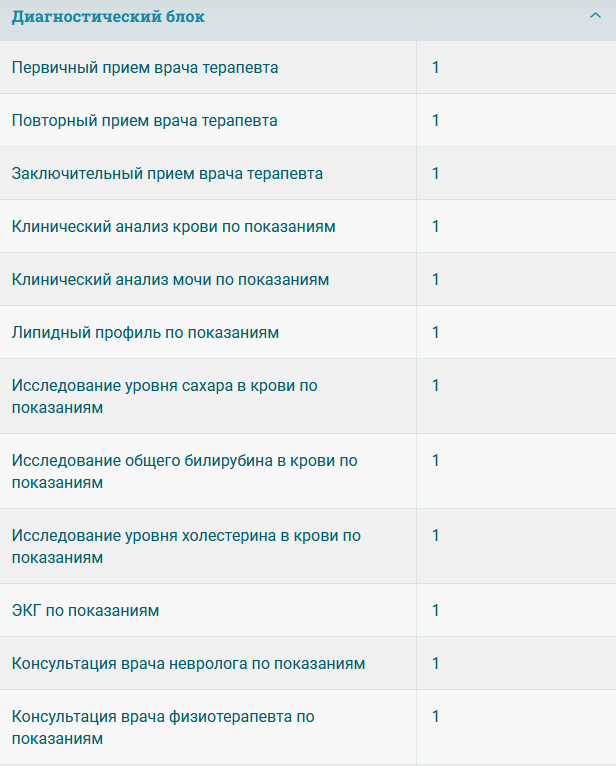 Диагностический блок
Первичный прием врача терапевта 1
Повторный прием врача терапевта 1
Заключительный прием врача терапевта 1
Клинический анализ крови по показаниям 1
Клинический анализ мочи по показаниям 1
Липидный профиль по показаниям 1
Исследование уровня сахара в крови по 1
показаниям
Исследование общего билирубина в крови по 1
показаниям
Исследование уровня холестерина в крови по 1
показаниям
ЭКГ по показаниям 1
Консультация врача невролога по показаниям 1
Консультация врача физиотерапевта по 1
показаниям